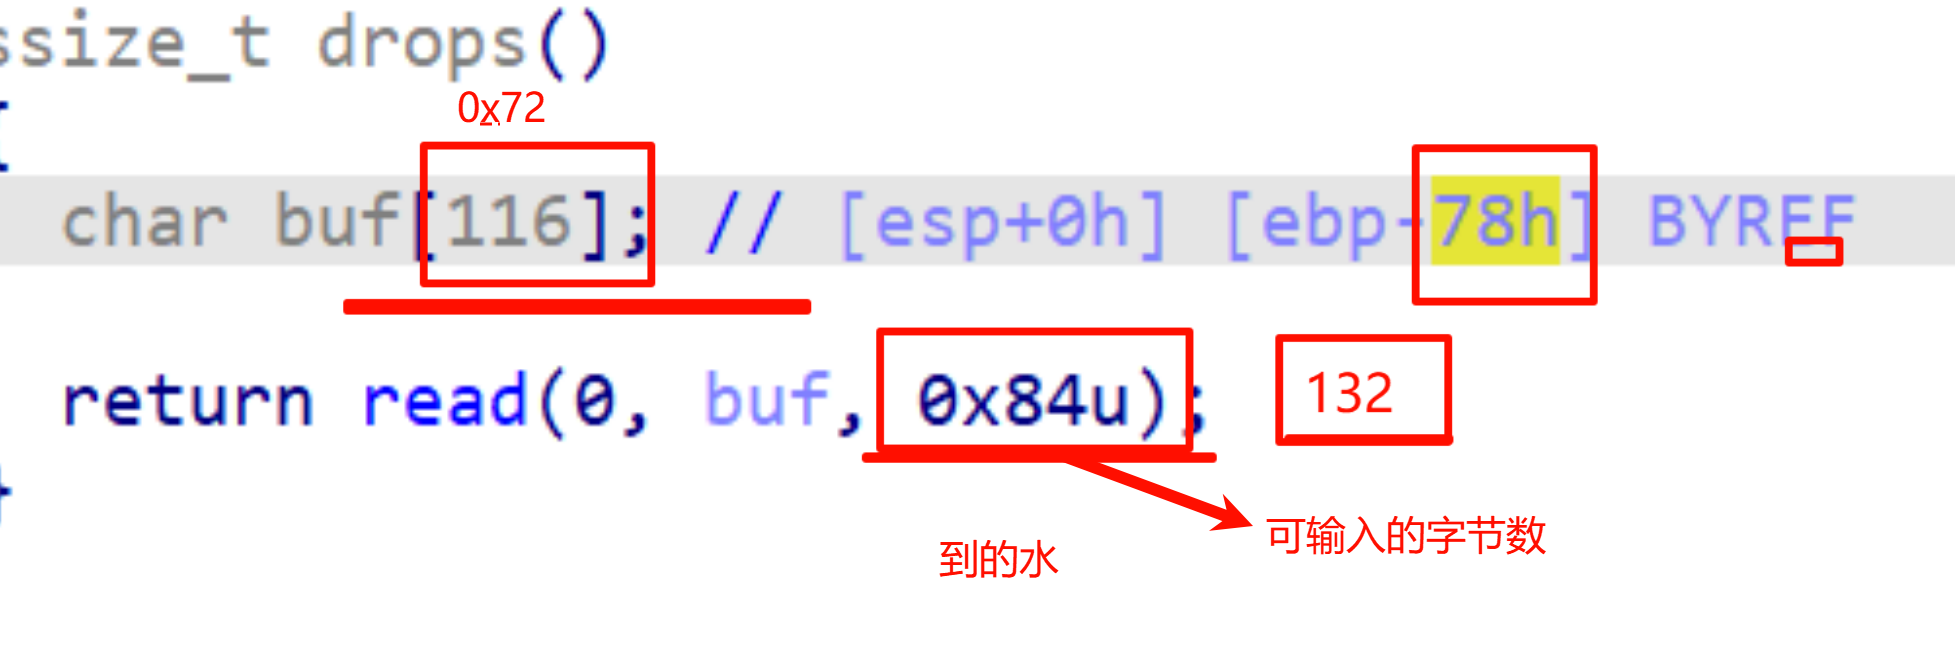 ssize_t drops()
{
0x72
char buf[116]; // [esp+0h] [ebp-78h] BYREF
return read(0, buf, 0x84u);
132
}
可输入的字节数
到的水